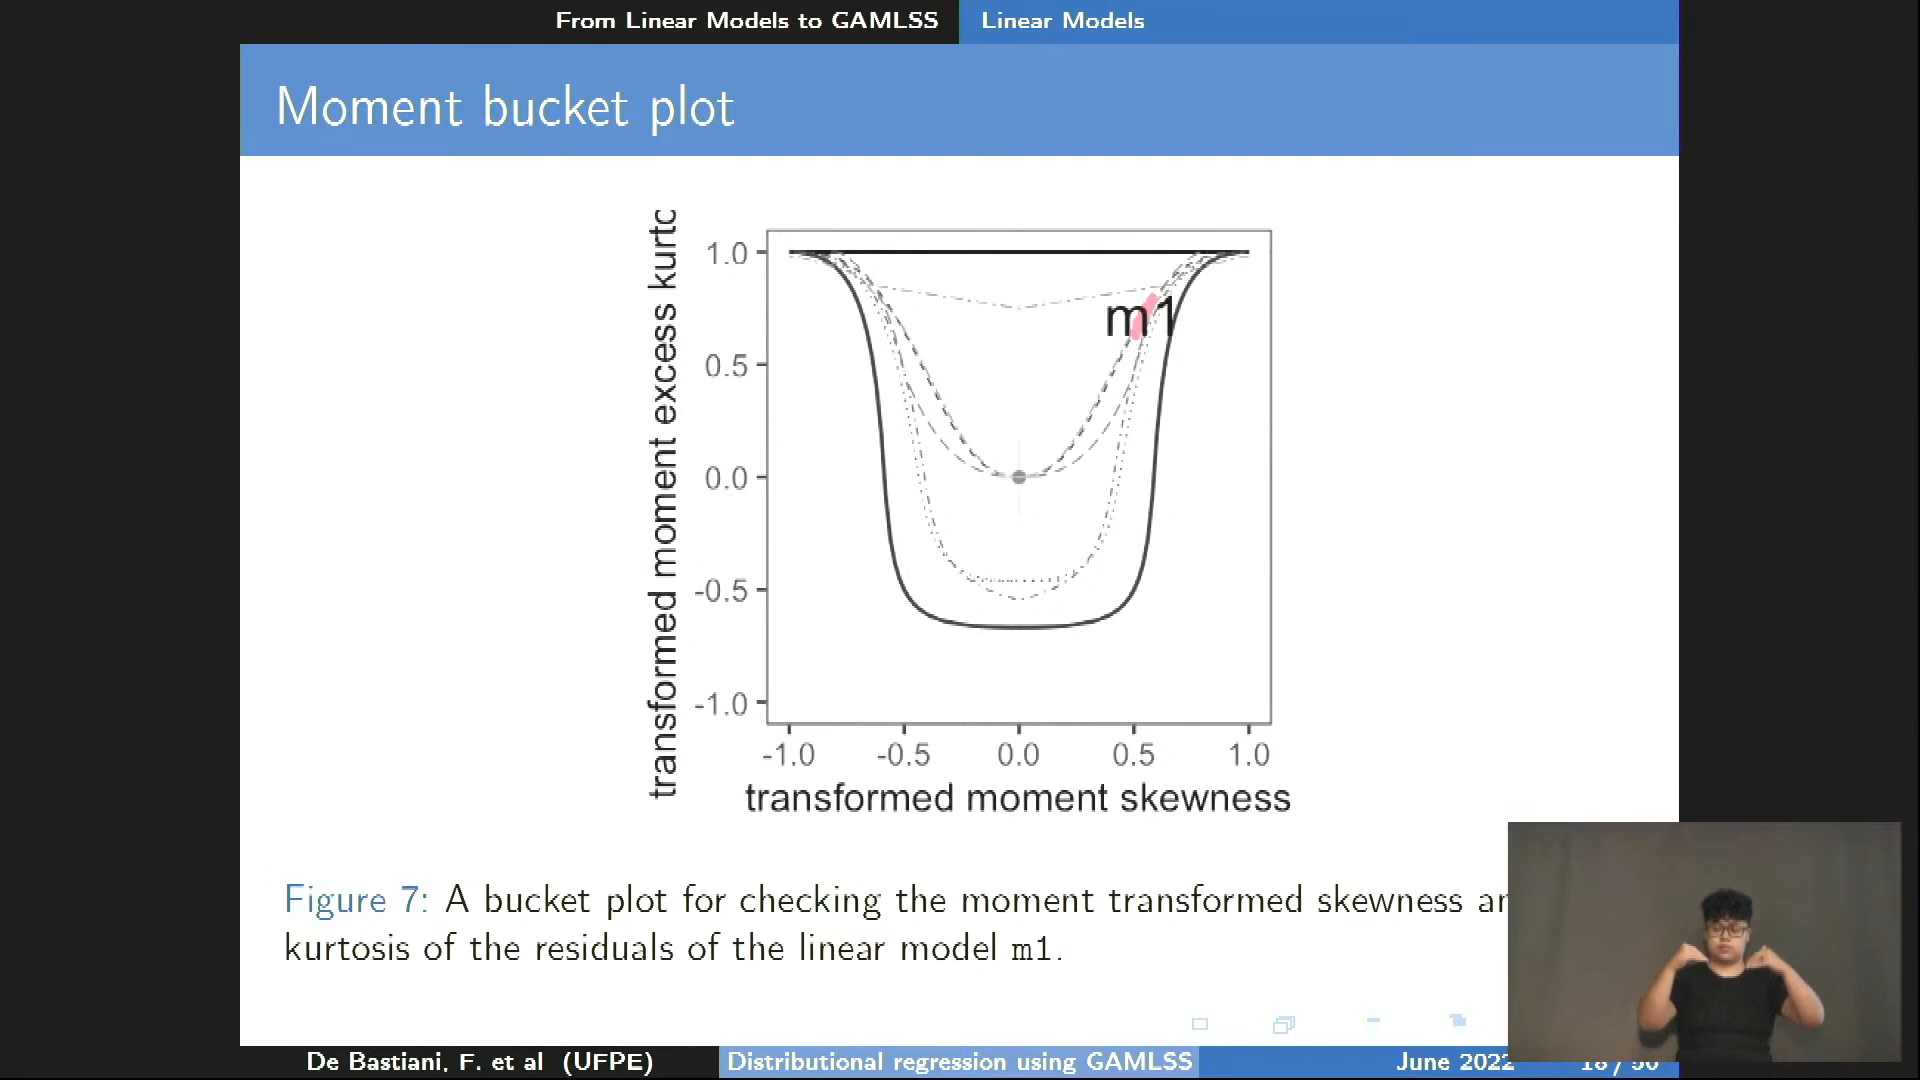 From Linear Models to GAMLSS Linear Models
Moment bucket plot
transformed moment excess kurtc
1.0
0.5
0.0
-0.5
-1.0
m1
-1.0 -0.5 0.0 0.5 1.0
transformed moment skewness
Figure 7: A bucket plot for checking the moment transformed skewness
kurtosis of the residuals of the linear model m1.
De Bastiani, F. et al (UFPE) Distributional regression using GAMLSS June 2022